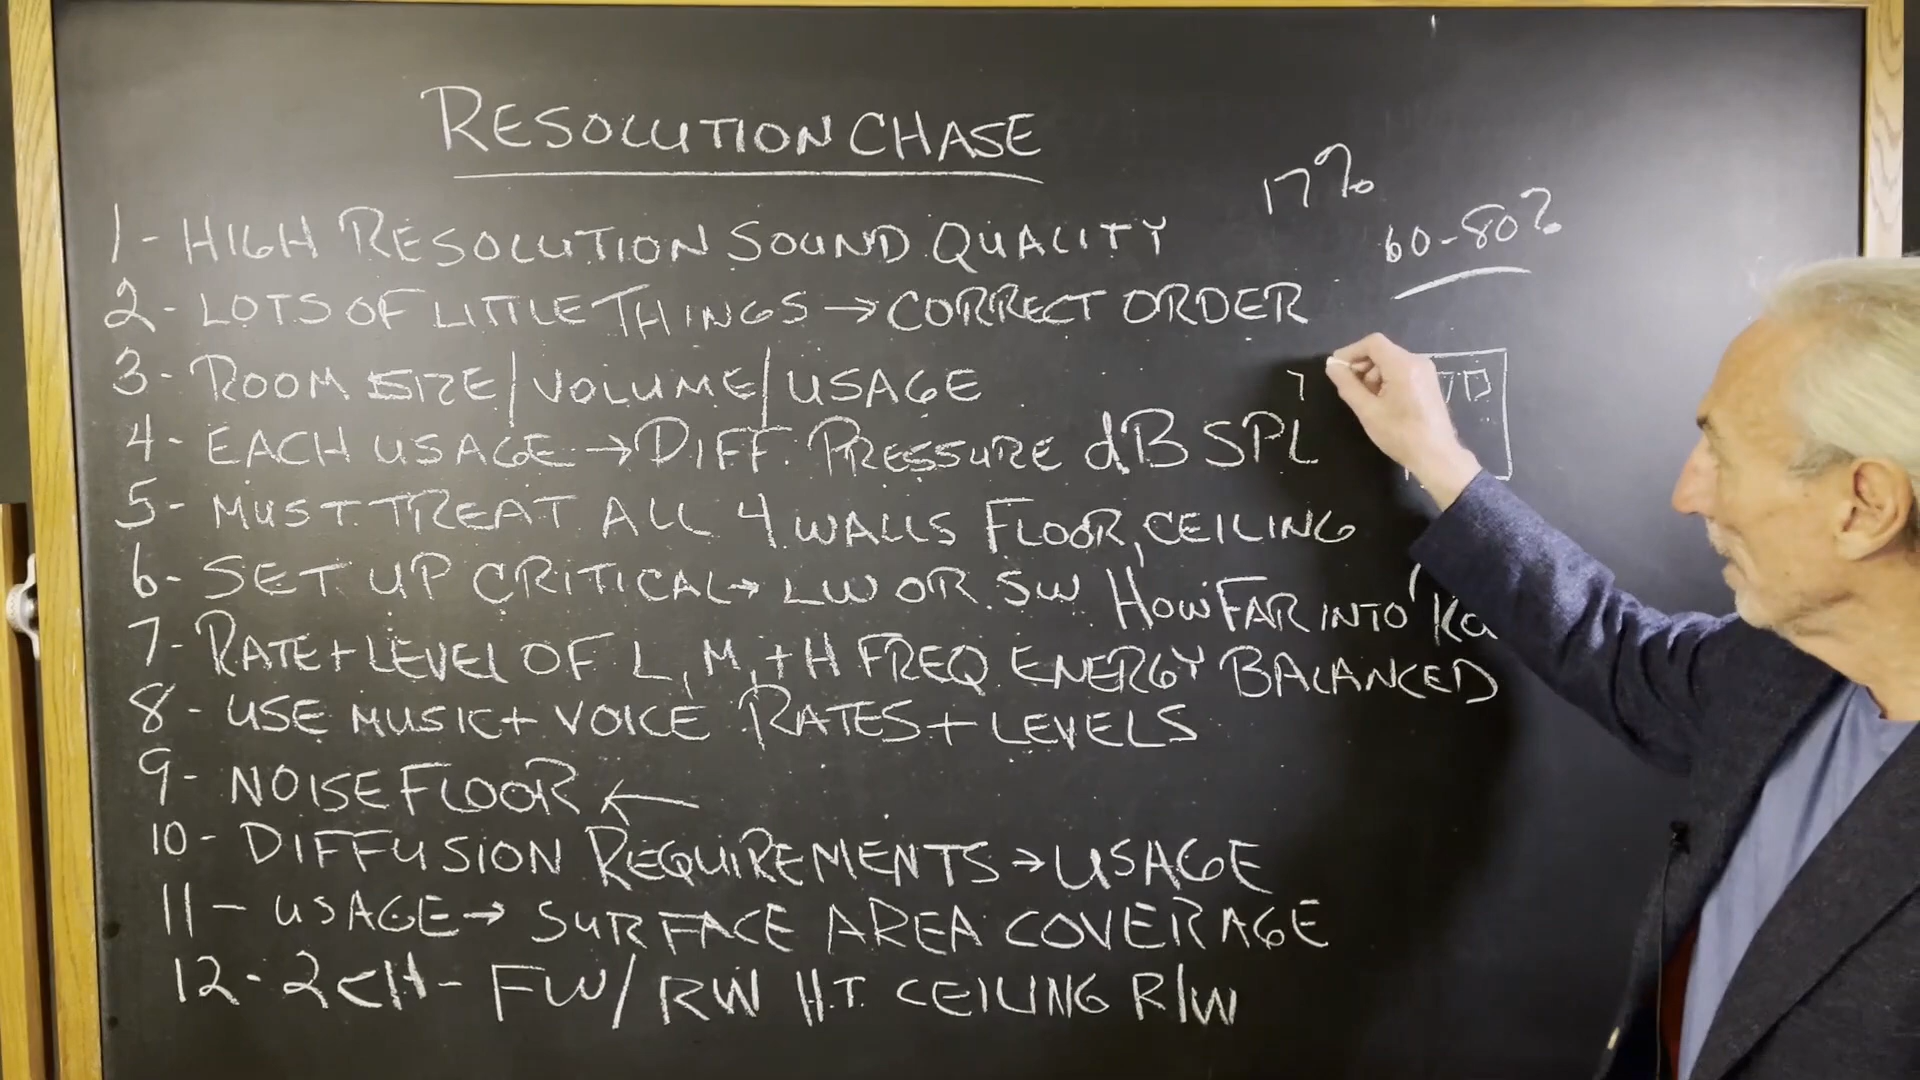 RESOLUTION CHASE
17%
60-80%
1- HIGH RESOLUTION SOUND QUALITY
2- LOTS OF LITTLE THINGS → CORRECT ORDER
3- ROOM SIZE/VOLUME/USAGE
7
4- EACH USAGE → DIFF. PRESSURE dB SPL
5- MUST TREAT ALL 4 WALLS FLOOR, CEILING
6- SET UP CRITICAL → LW OR SW HOW FAR INTO
7- RATE + LEVEL OF L, M, + H FREQ ENERGY BALANCED
8- USE MUSIC + VOICE RATES + LEVELS
9- NOISE FLOOR ←
10- DIFFUSION REQUIREMENTS → USAGE
11- USAGE → SURFACE AREA COVERAGE
12- 2CH- FW/RW H.T. CEILING R/W